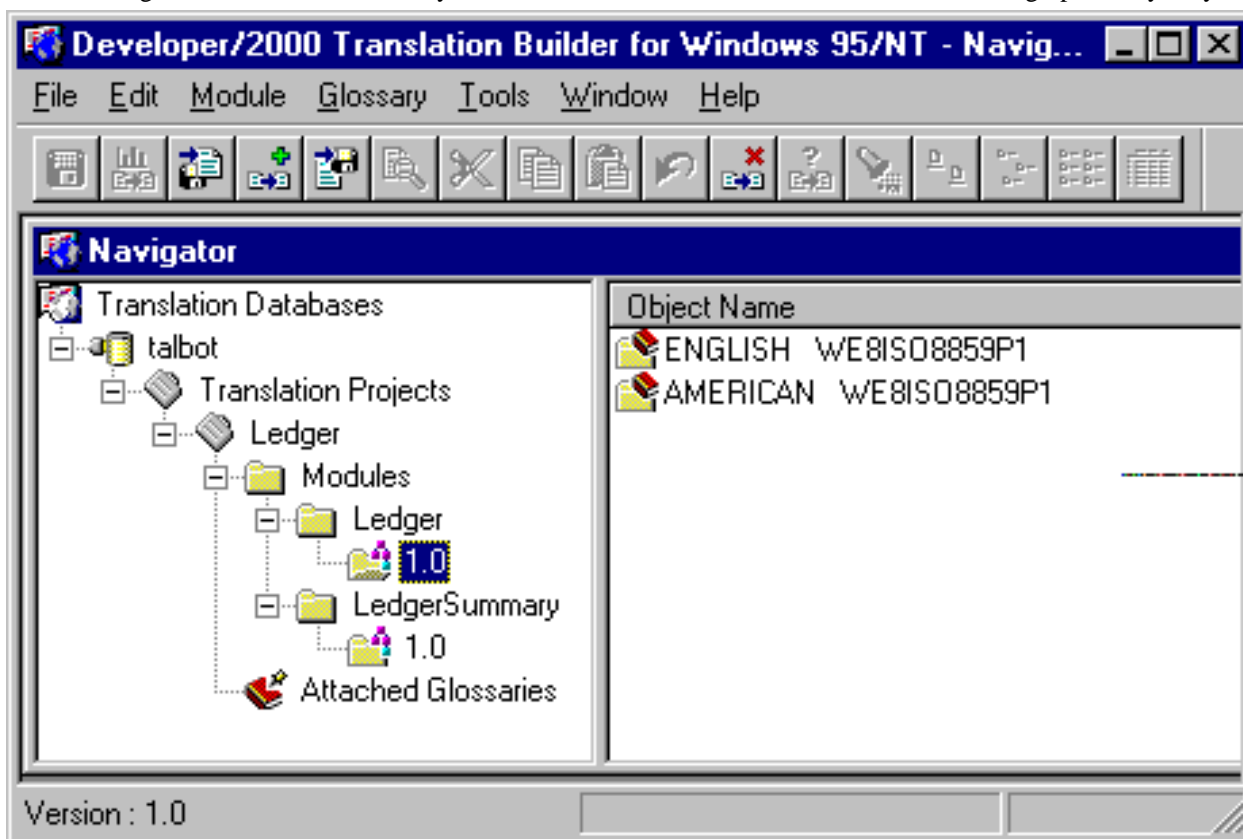 Developer/2000 Translation Builder for Windows 95/NT - Navig...
File Edit Module Glossary Tools Window Help
Navigator
Translation Databases
talbot
Translation Projects
Ledger
Modules
Ledger
1.0
LedgerSummary
1.0
Attached Glossaries
Object Name
ENGLISH WE8ISO8859P1
AMERICAN WE8ISO8859P1
Version : 1.0